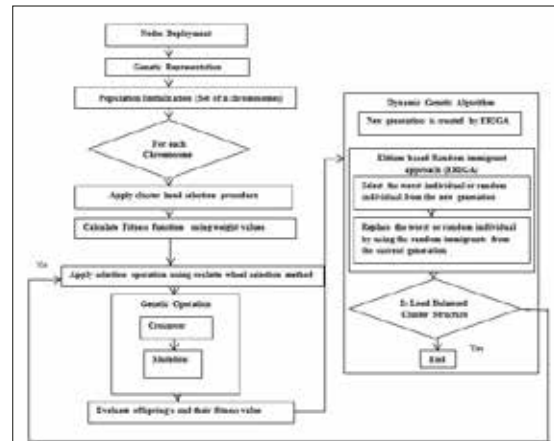 Nodes Deployment
Genetic Representation
Population Initialization (Set of n chromosomes)
For each
Chromosome
Apply cluster head selection procedure
Calculate Fitness Function using weight values
No
Apply selection operation using roulette wheel selection method
Genetic Operation
Crossover
Mutation
Evaluate offsprings and their fitness value
Dynamic Genetic Algorithm
New generation is created by ERIGA
Elitism based Random immigrant
approach (ERIGA)
Select the worst individual or random
individual from the new generation
Replace the worst or random individual
by using the random immigrants from
the current generation
Is Load Balanced
Cluster Structure
Yes
End